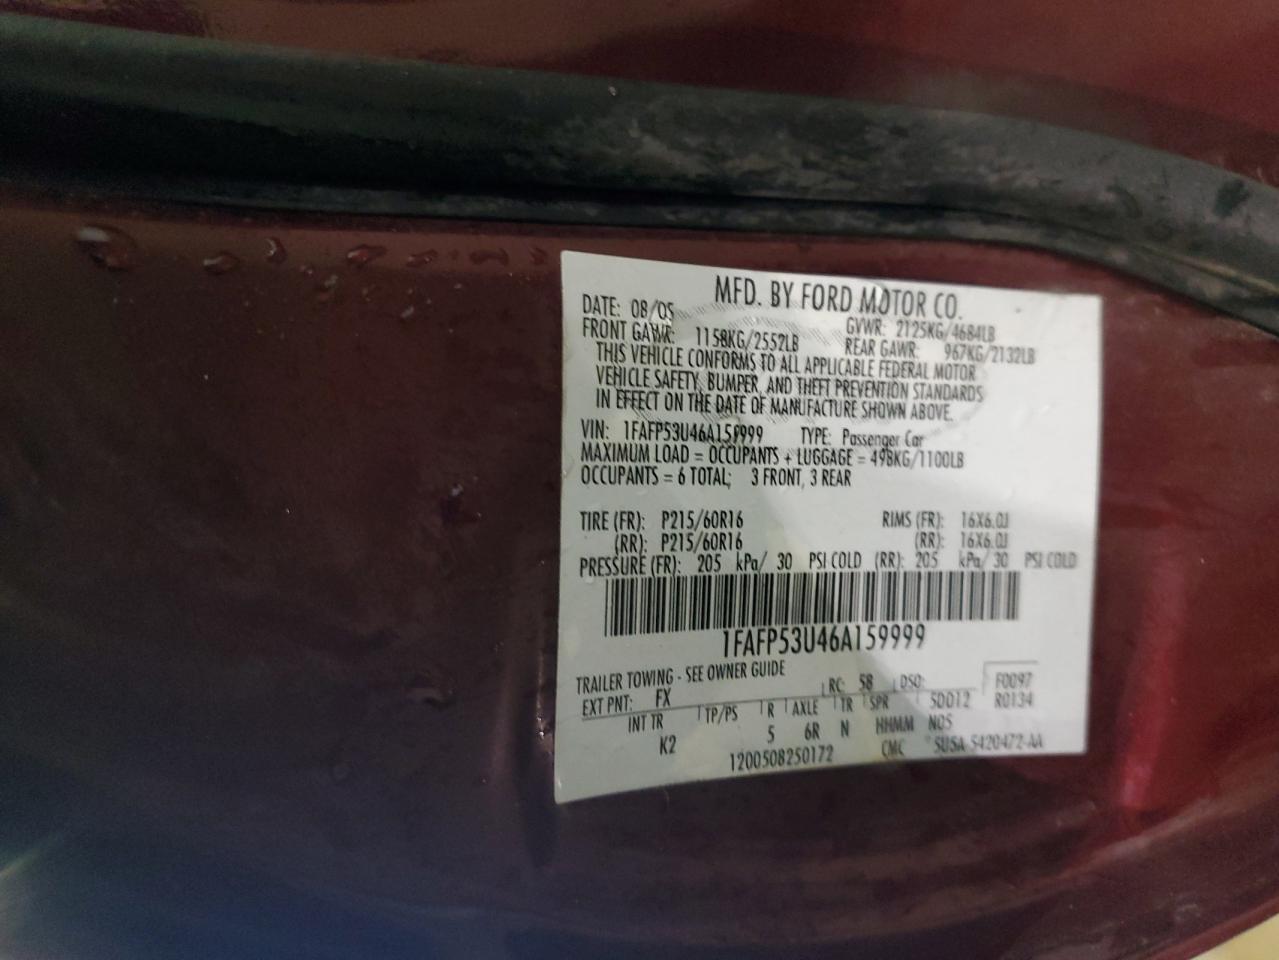 MFD. BY FORD MOTOR CO.
DATE: 08/05 GVWR: 2125KG/4684LB
FRONT GAWR: 1158KG/2552LB REAR GAWR: 967KG/2132LB
THIS VEHICLE CONFORMS TO ALL APPLICABLE FEDERAL MOTOR
VEHICLE SAFETY, BUMPER, AND THEFT PREVENTION STANDARDS
IN EFFECT ON THE DATE OF MANUFACTURE SHOWN ABOVE.
VIN: 1FAFP53U46A159999 TYPE: Passenger Car
MAXIMUM LOAD = OCCUPANTS + LUGGAGE = 498KG/1100LB
OCCUPANTS = 6 TOTAL; 3 FRONT, 3 REAR
TIRE (FR): P215/60R16 RIMS (FR): 16X6.0J
(RR): P215/60R16 (RR): 16X6.0J
PRESSURE (FR): 205 kPa/ 30 PSI COLD (RR): 205 kPa/ 30 PSI COLD
1FAFP53U46A159999
TRAILER TOWING - SEE OWNER GUIDE
RC: 58 DSO: F0097
EXT PNT: FX 5D012 R0134
INT TR TP/PS R AXLE TR SPR
K2 5 6R N HHMM NOS
1200508250172 CMC 5U5A-5420472-AA